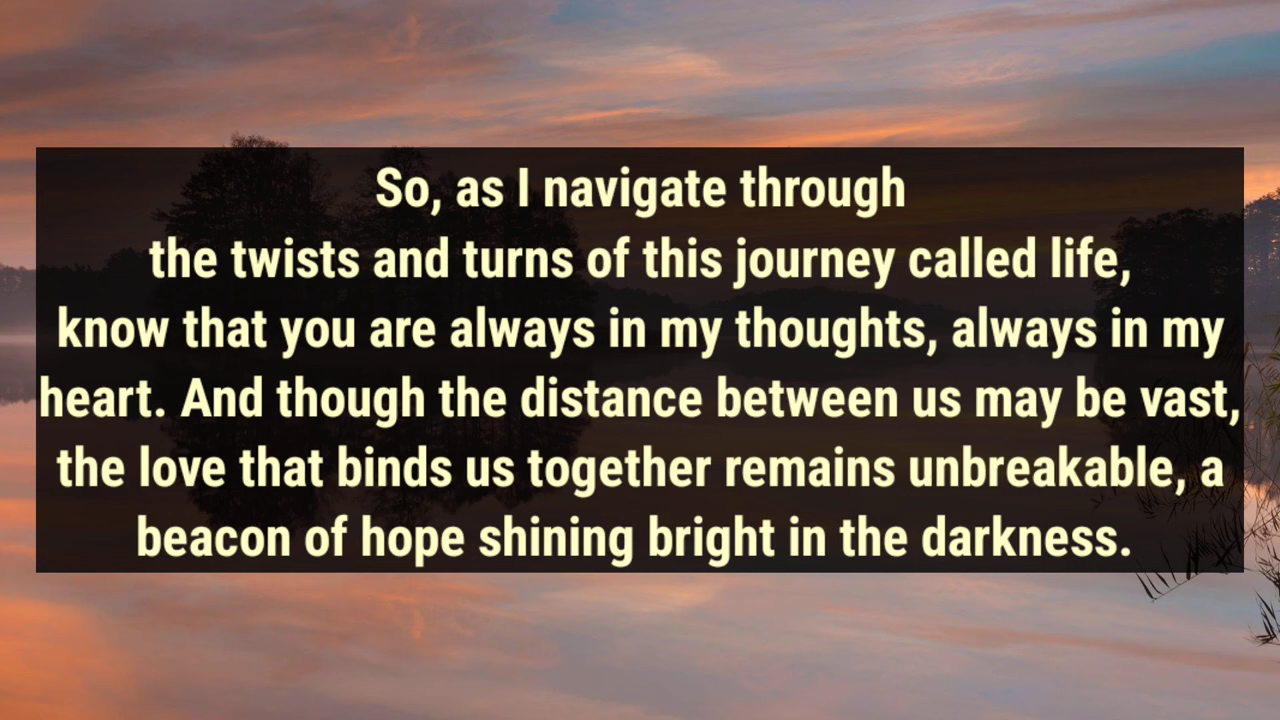 So, as I navigate through
the twists and turns of this journey called life,
know that you are always in my thoughts, always in my
heart. And though the distance between us may be vast,
the love that binds us together remains unbreakable, a
beacon of hope shining bright in the darkness.